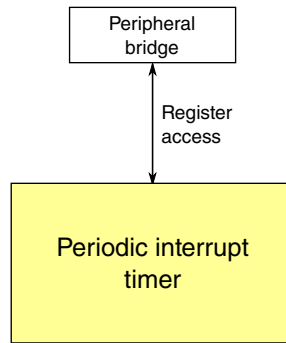 Peripheral
bridge
Register
access
Periodic interrupt
timer